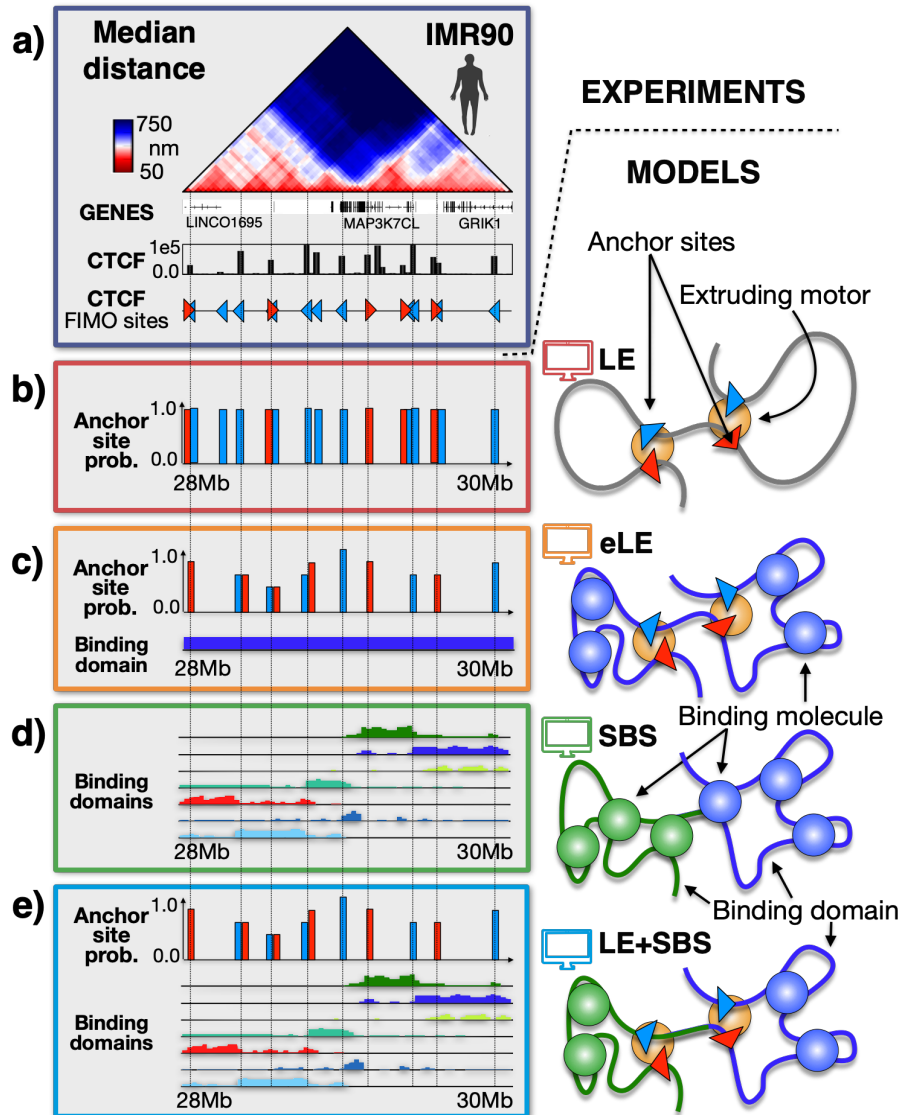 a)
Median
distance
IMR90
750
nm
50
GENES
LINCO1695
MAP3K7CL
GRIK1
CTCF
1e5
0.0
CTCF
FIMO sites
EXPERIMENTS
MODELS
Anchor sites
Extruding motor
LE
b)
Anchor
site
prob.
1.0
0.0
28Mb
30Mb
c)
Anchor
site
prob.
1.0
0.0
Binding
domain
28Mb
30Mb
eLE
Binding molecule
d)
Binding
domains
28Mb
30Mb
SBS
Binding domain
e)
Anchor
site
prob.
1.0
0.0
Binding
domains
28Mb
30Mb
LE+SBS